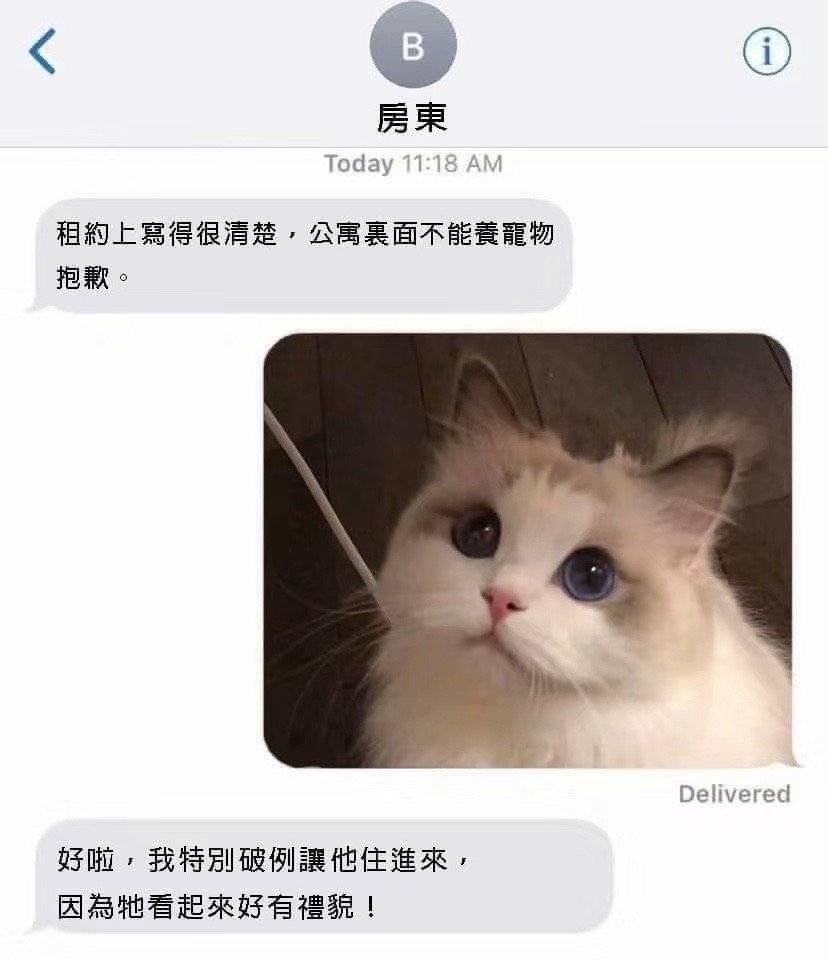 B
房東
Today 11:18 AM
租約上寫得很清楚，公寓裏面不能養寵物
抱歉。
Delivered
好啦，我特別破例讓他住進來，
因為牠看起來好有禮貌！